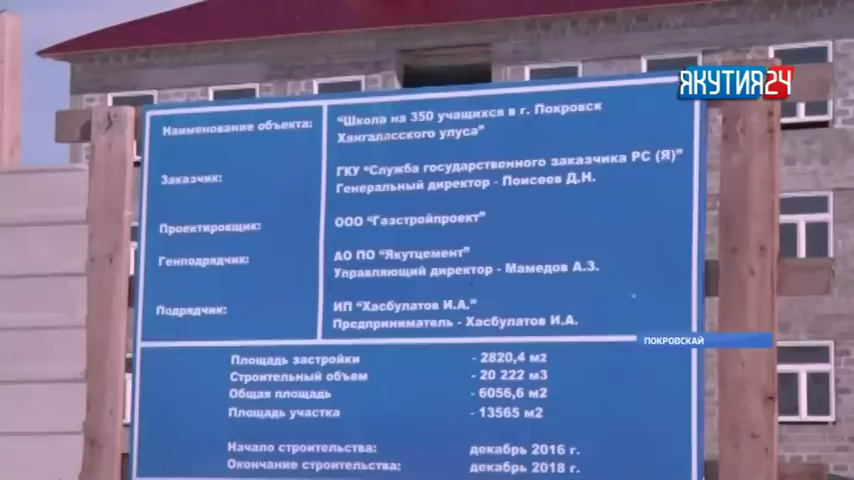 ЯКУТИЯ24
Наименование объекта:
"Школа на 350 учащихся в г. Покровск
Хангаласского улуса"
Заказчик:
ГКУ "Служба государственного заказчика РС (Я)"
Генеральный директор - Поисеев Д.Н.
Проектировщик:
ООО "Газстройпроект"
Генподрядчик:
АО ПО "Якутцемент"
Управляющий директор - Мамедов А.З.
Подрядчик:
ИП "Хасбулатов И.А."
Предприниматель - Хасбулатов И.А.
ПОКРОВСКАЙ
Площадь застройки - 2820,4 м2
Строительный объем - 20 222 м3
Общая площадь - 6056,6 м2
Площадь участка - 13565 м2
Начало строительства: декабрь 2016 г.
Окончание строительства: декабрь 2018 г.